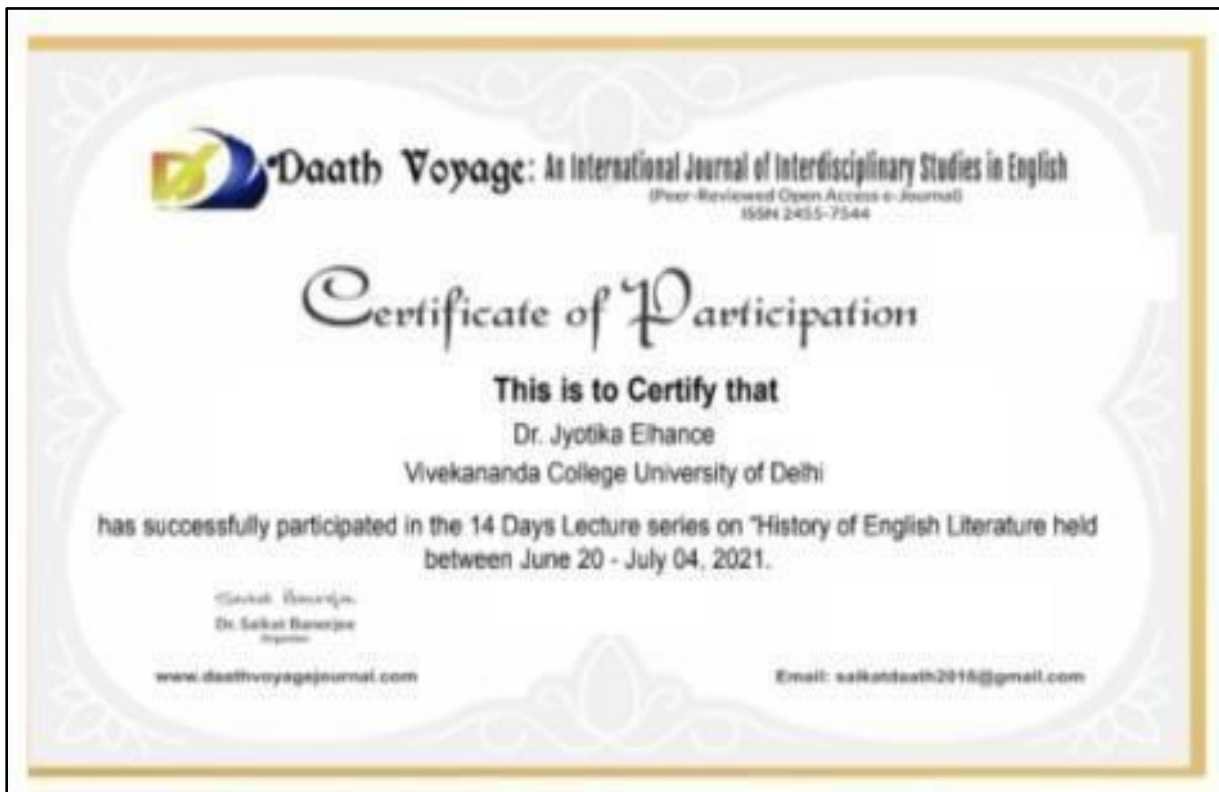 Daath Voyage: An International Journal of Interdisciplinary Studies in English
(Peer-Reviewed Open Access e-Journal)
ISSN 2455-7544
Certificate of Participation
This is to Certify that
Dr. Jyotika Elhance
Vivekananda College University of Delhi
has successfully participated in the 14 Days Lecture series on "History of English Literature held
between June 20 - July 04, 2021.
Dr. Saikat Banerjee
Organizer
www.daathvoyagejournal.com
Email: saikatdaath2016@gmail.com